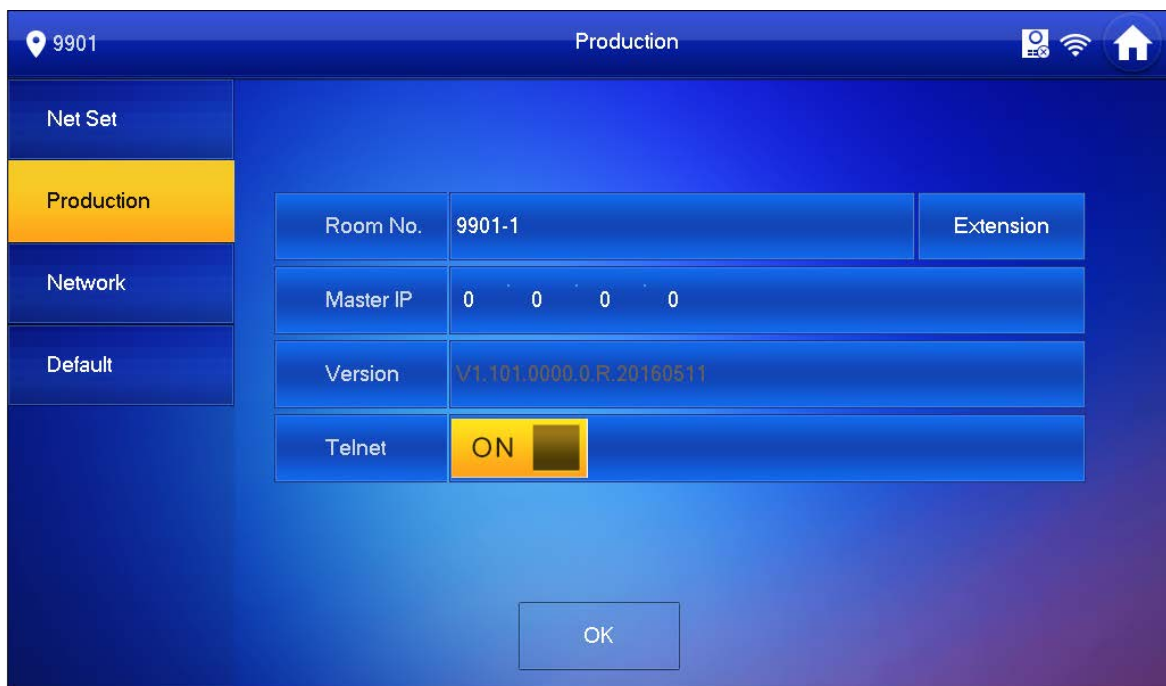 9901
Production
Net Set
Production
Network
Default
Room No. 9901-1 Extension
Master IP 0 . 0 . 0 . 0
Version V1.101.0000.0.R.20160511
Telnet ON
OK